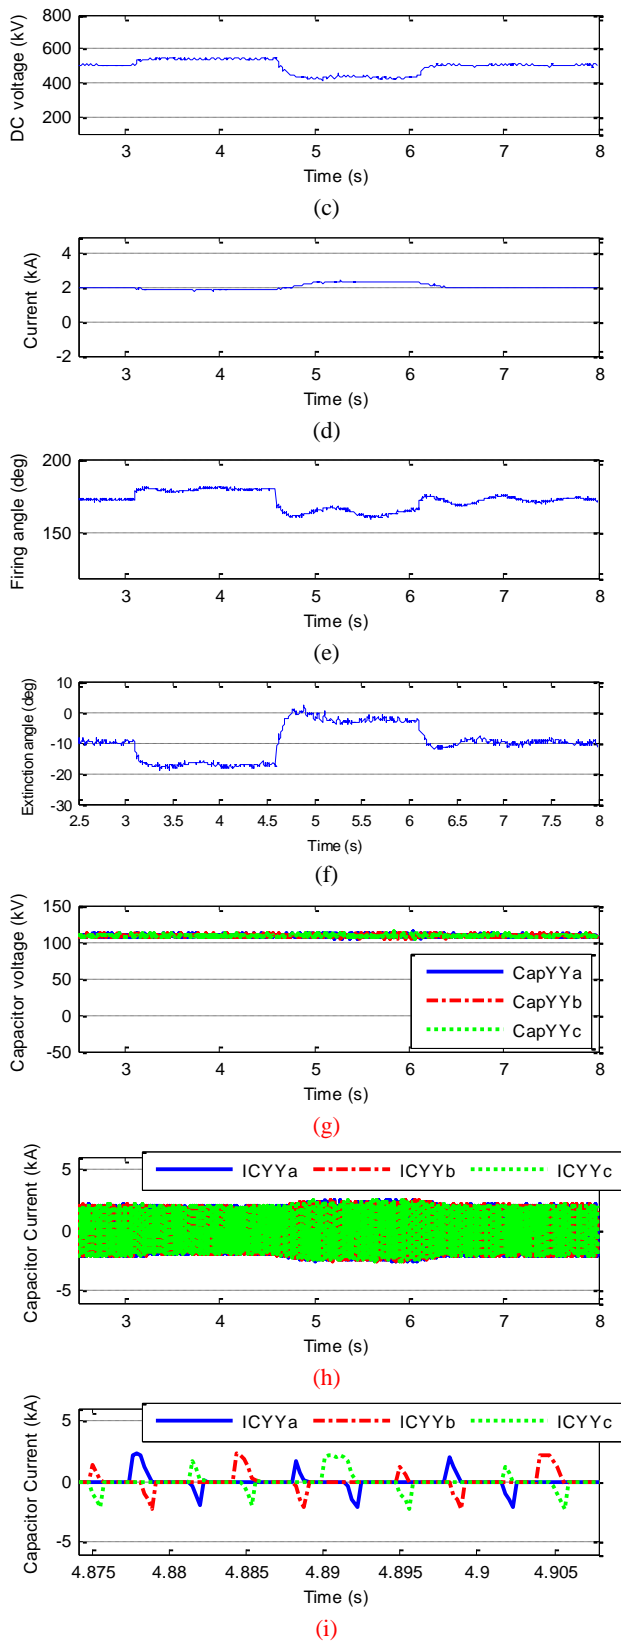 800
600
400
200
DC voltage (kV)
3 4 5 6 7 8
Time (s)
(c)
4
2
0
-2
Current (kA)
3 4 5 6 7 8
Time (s)
(d)
200
150
Firing angle (deg)
3 4 5 6 7 8
Time (s)
(e)
10
0
-10
-20
-30
Extinction angle (deg)
2.5 3 3.5 4 4.5 5 5.5 6 6.5 7 7.5 8
Time (s)
(f)
150
100
50
0
-50
Capacitor voltage (kV)
CapYYa
CapYYb
CapYYc
3 4 5 6 7 8
Time (s)
(g)
ICYYa ICYYb ICYYc
5
0
-5
Capacitor Current (kA)
3 4 5 6 7 8
Time (s)
(h)
ICYYa ICYYb ICYYc
5
0
-5
Capacitor Current (kA)
4.875 4.88 4.885 4.89 4.895 4.9 4.905
Time (s)
(i)